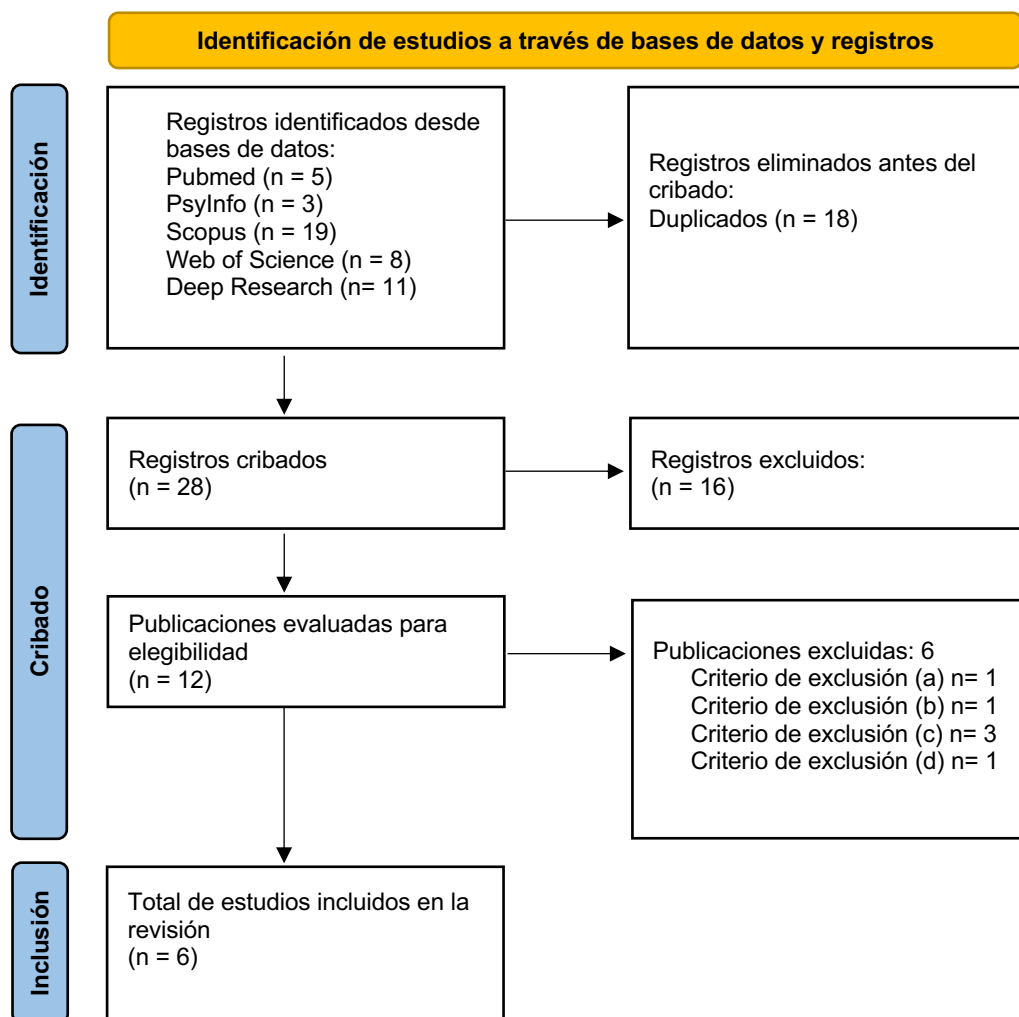 Identificación de estudios a través de bases de datos y registros
Identificación
Registros identificados desde
bases de datos:
Pubmed (n = 5)
PsyInfo (n = 3)
Scopus (n = 19)
Web of Science (n = 8)
Deep Research (n= 11)
Registros eliminados antes del
cribado:
Duplicados (n = 18)
Cribado
Registros cribados
(n = 28)
Registros excluidos:
(n = 16)
Publicaciones evaluadas para
elegibilidad
(n = 12)
Publicaciones excluidas: 6
Criterio de exclusión (a) n= 1
Criterio de exclusión (b) n= 1
Criterio de exclusión (c) n= 3
Criterio de exclusión (d) n= 1
Inclusión
Total de estudios incluidos en la
revisión
(n = 6)